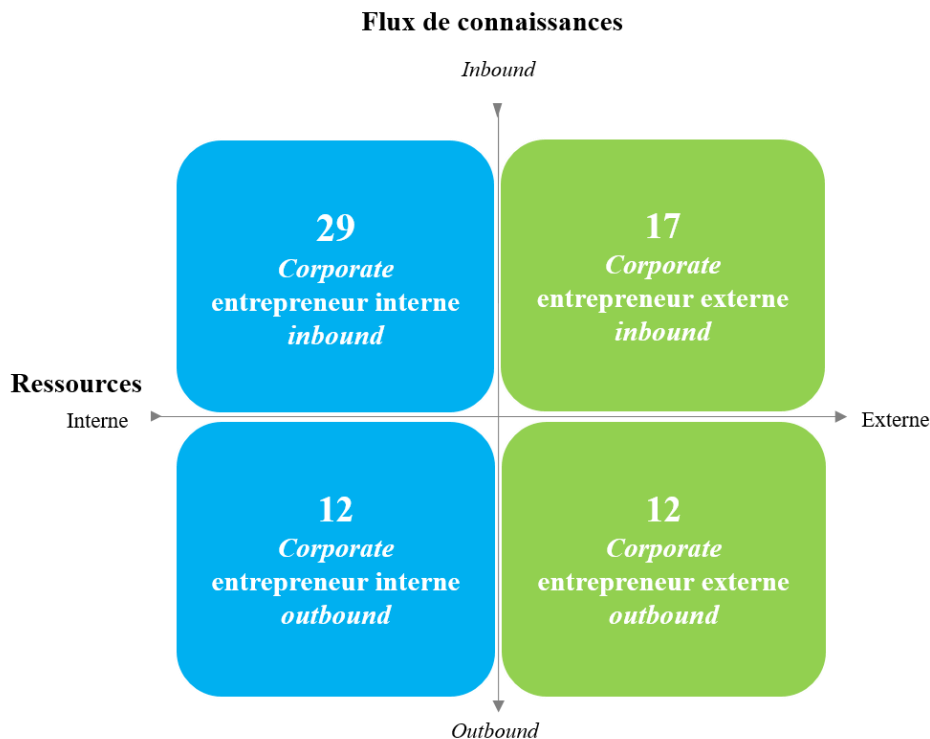 Flux de connaissances
Inbound
29
Corporate
entrepreneur interne
inbound
17
Corporate
entrepreneur externe
inbound
Ressources
Interne
Externe
12
Corporate
entrepreneur interne
outbound
12
Corporate
entrepreneur externe
outbound
Outbound